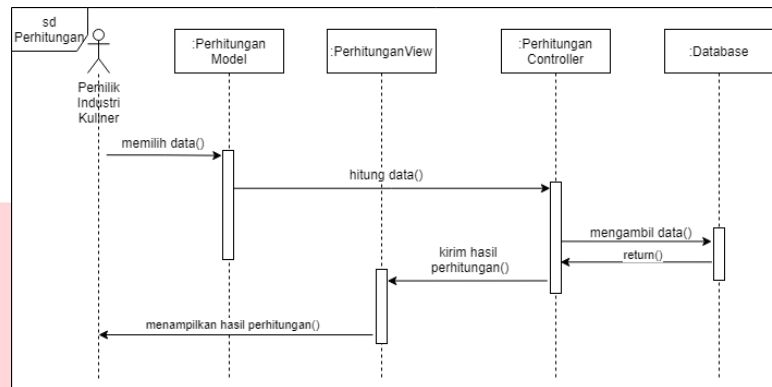 sd
Perhitungan
:Perhitungan
Model
:PerhitunganView
:Perhitungan
Controller
:Database
Pemilik
Industri
Kuliner
memilih data()
hitung data()
mengambil data()
return()
kirim hasil
perhitungan()
menampilkan hasil perhitungan()